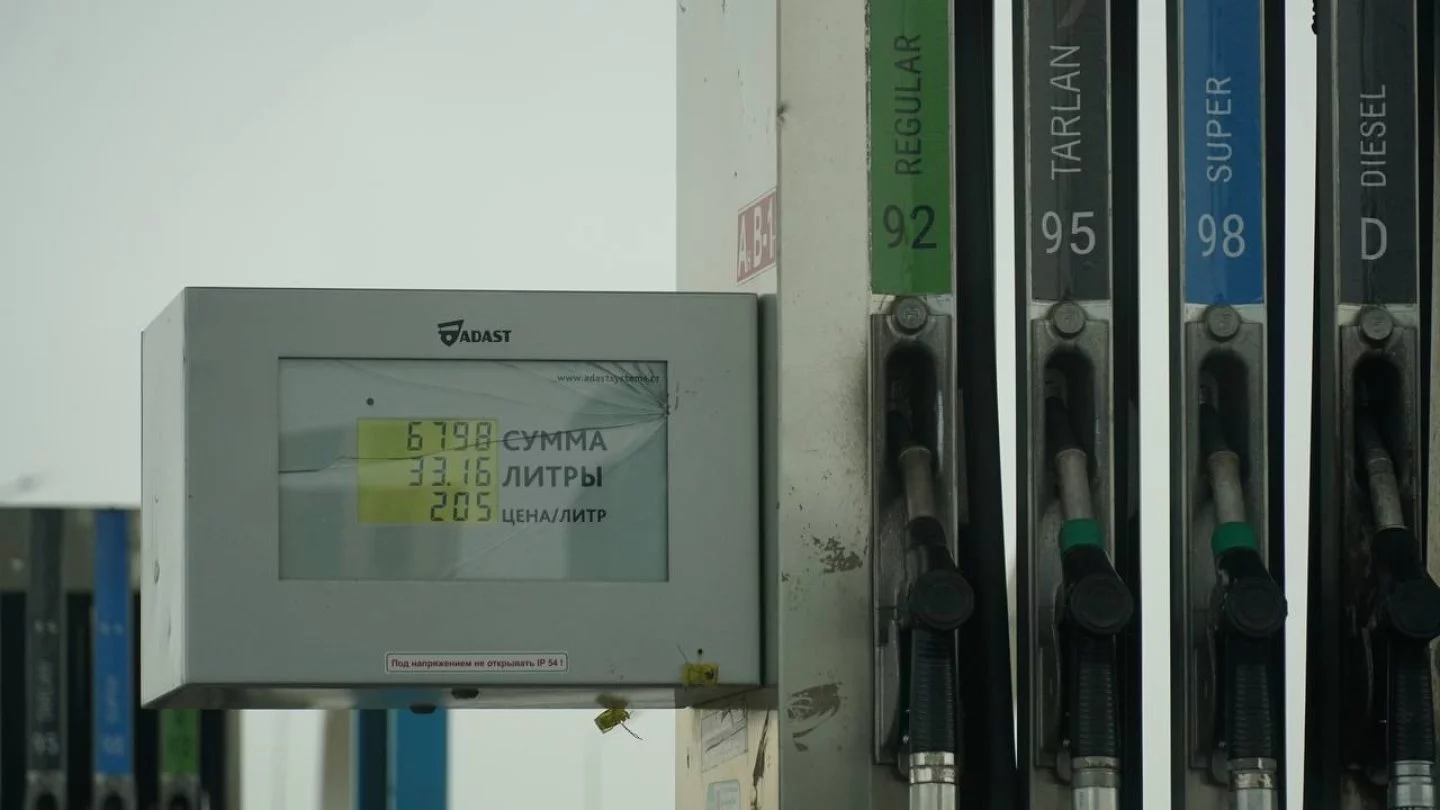 REGULAR
92
TARLAN
95
SUPER
98
DIESEL
D
A.B-1
ADAST
www.adastsystems.cz
6798 СУММА
33.16 ЛИТРЫ
205 ЦЕНА/ЛИТР
Под напряжением не открывать IP 54 !